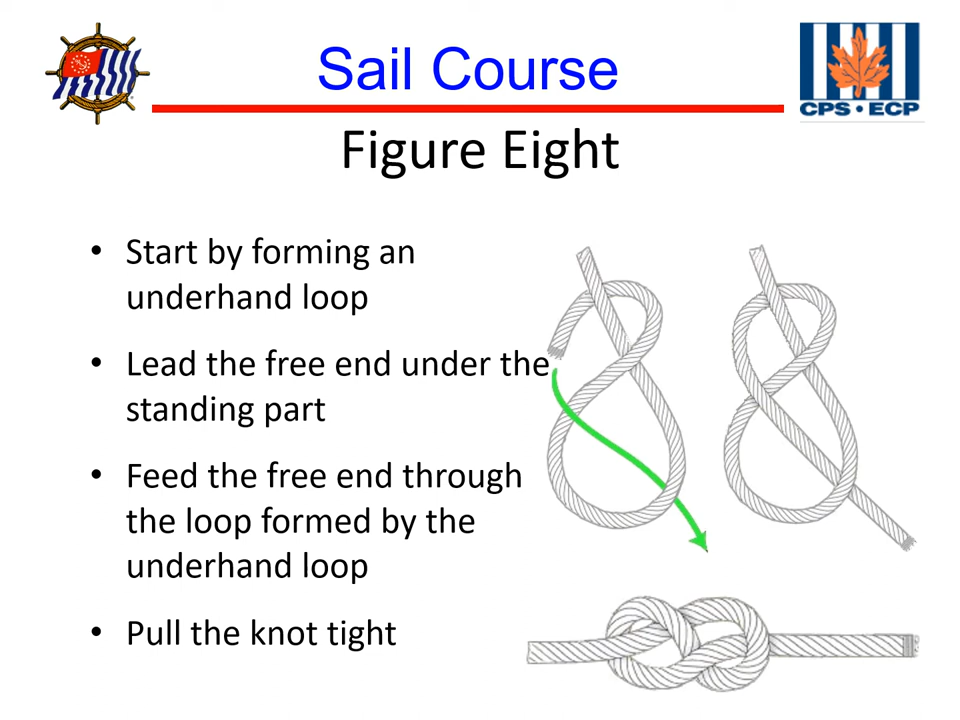 Sail Course
CPS • ECP
Figure Eight
• Start by forming an
underhand loop
• Lead the free end under the
standing part
• Feed the free end through
the loop formed by the
underhand loop
• Pull the knot tight